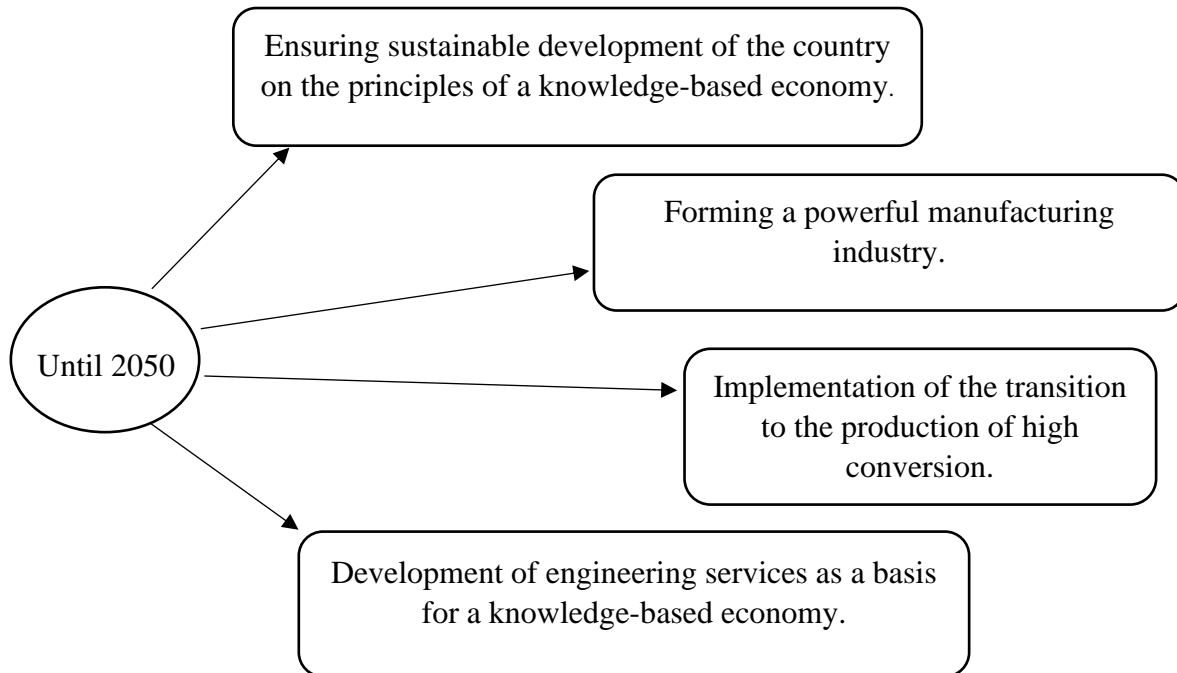 Ensuring sustainable development of the country
on the principles of a knowledge-based economy.
Forming a powerful manufacturing
industry.
Until 2050
Implementation of the transition
to the production of high
conversion.
Development of engineering services as a basis
for a knowledge-based economy.